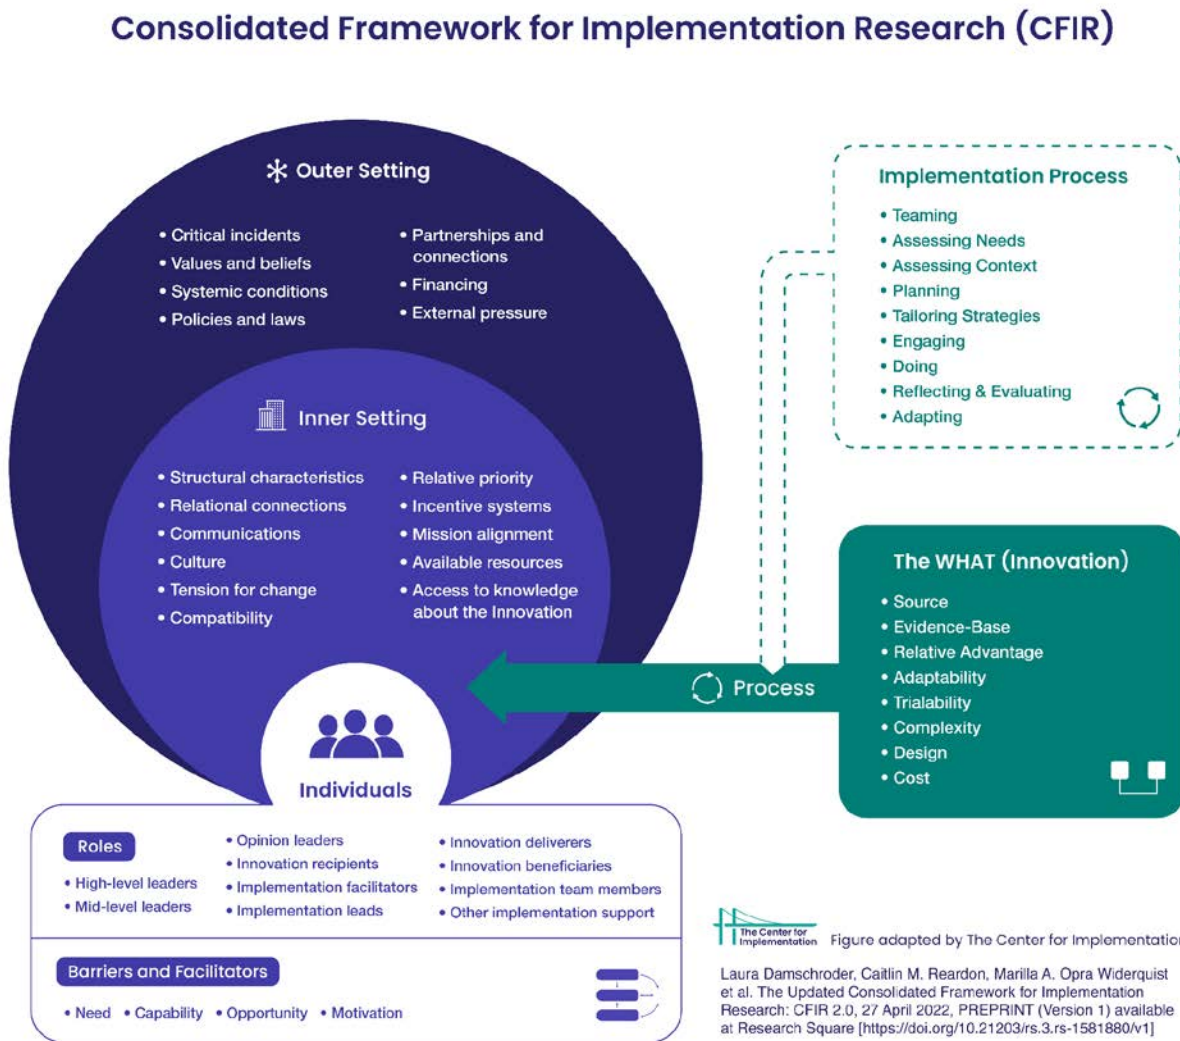 Consolidated Framework for Implementation Research (CFIR)
Outer Setting
• Critical incidents
• Values and beliefs
• Systemic conditions
• Policies and laws
• Partnerships and
connections
• Financing
• External pressure
Inner Setting
• Structural characteristics
• Relational connections
• Communications
• Culture
• Tension for change
• Compatibility
• Relative priority
• Incentive systems
• Mission alignment
• Available resources
• Access to knowledge
about the Innovation
Individuals
Roles
• High-level leaders
• Mid-level leaders
• Opinion leaders
• Innovation recipients
• Implementation facilitators
• Implementation leads
• Innovation deliverers
• Innovation beneficiaries
• Implementation team members
• Other implementation support
Barriers and Facilitators
• Need • Capability • Opportunity • Motivation
Implementation Process
• Teaming
• Assessing Needs
• Assessing Context
• Planning
• Tailoring Strategies
• Engaging
• Doing
• Reflecting & Evaluating
• Adapting
Process
The WHAT (Innovation)
• Source
• Evidence-Base
• Relative Advantage
• Adaptability
• Trialability
• Complexity
• Design
• Cost
The Center for
Implementation
Figure adapted by The Center for Implementation
Laura Damschroder, Caitlin M. Reardon, Marilla A. Opra Widerquist
et al. The Updated Consolidated Framework for Implementation
Research: CFIR 2.0, 27 April 2022, PREPRINT (Version 1) available
at Research Square [https://doi.org/10.21203/rs.3.rs-1581880/v1]